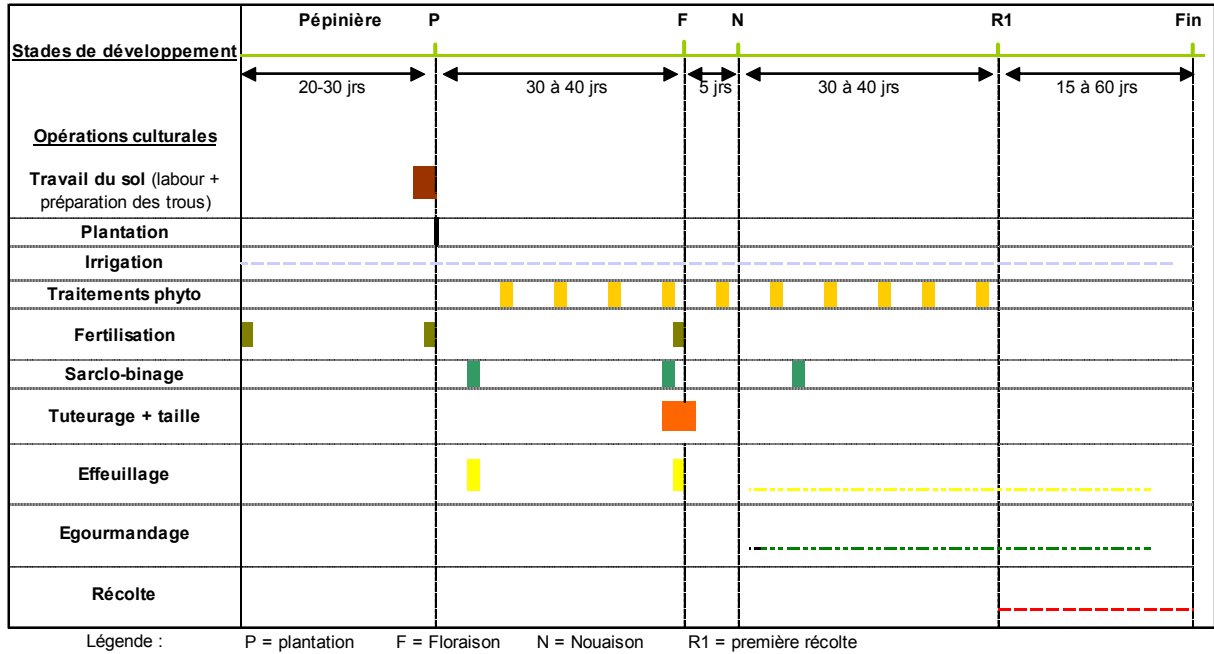 Pépinière P F N R1 Fin
Stades de développement
20-30 jrs 30 à 40 jrs 5 jrs 30 à 40 jrs 15 à 60 jrs
Opérations culturales
Travail du sol (labour +
préparation des trous)
Plantation
Irrigation
Traitements phyto
Fertilisation
Sarclo-binage
Tuteurage + taille
Effeuillage
Egourmandage
Récolte
Légende : P = plantation F = Floraison N = Nouaison R1 = première récolte